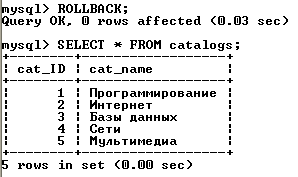 mysql> ROLLBACK;
Query OK, 0 rows affected (0.03 sec)
mysql> SELECT * FROM catalogs;
+--------+------------------+
| cat_ID | cat_name         |
+--------+------------------+
|      1 | Программирование |
|      2 | Интернет         |
|      3 | Базы данных      |
|      4 | Сети             |
|      5 | Мультимедиа      |
+--------+------------------+
5 rows in set (0.00 sec)